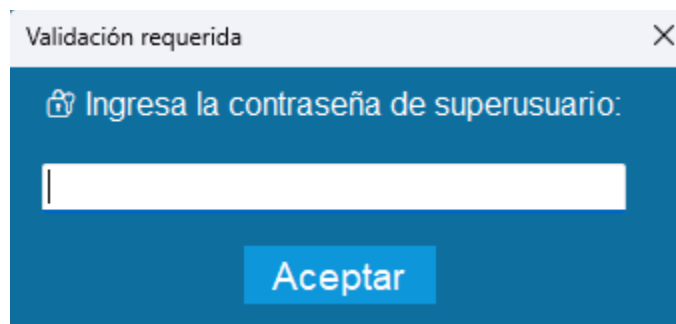 Validación requerida
Ingresa la contraseña de superusuario:
Aceptar